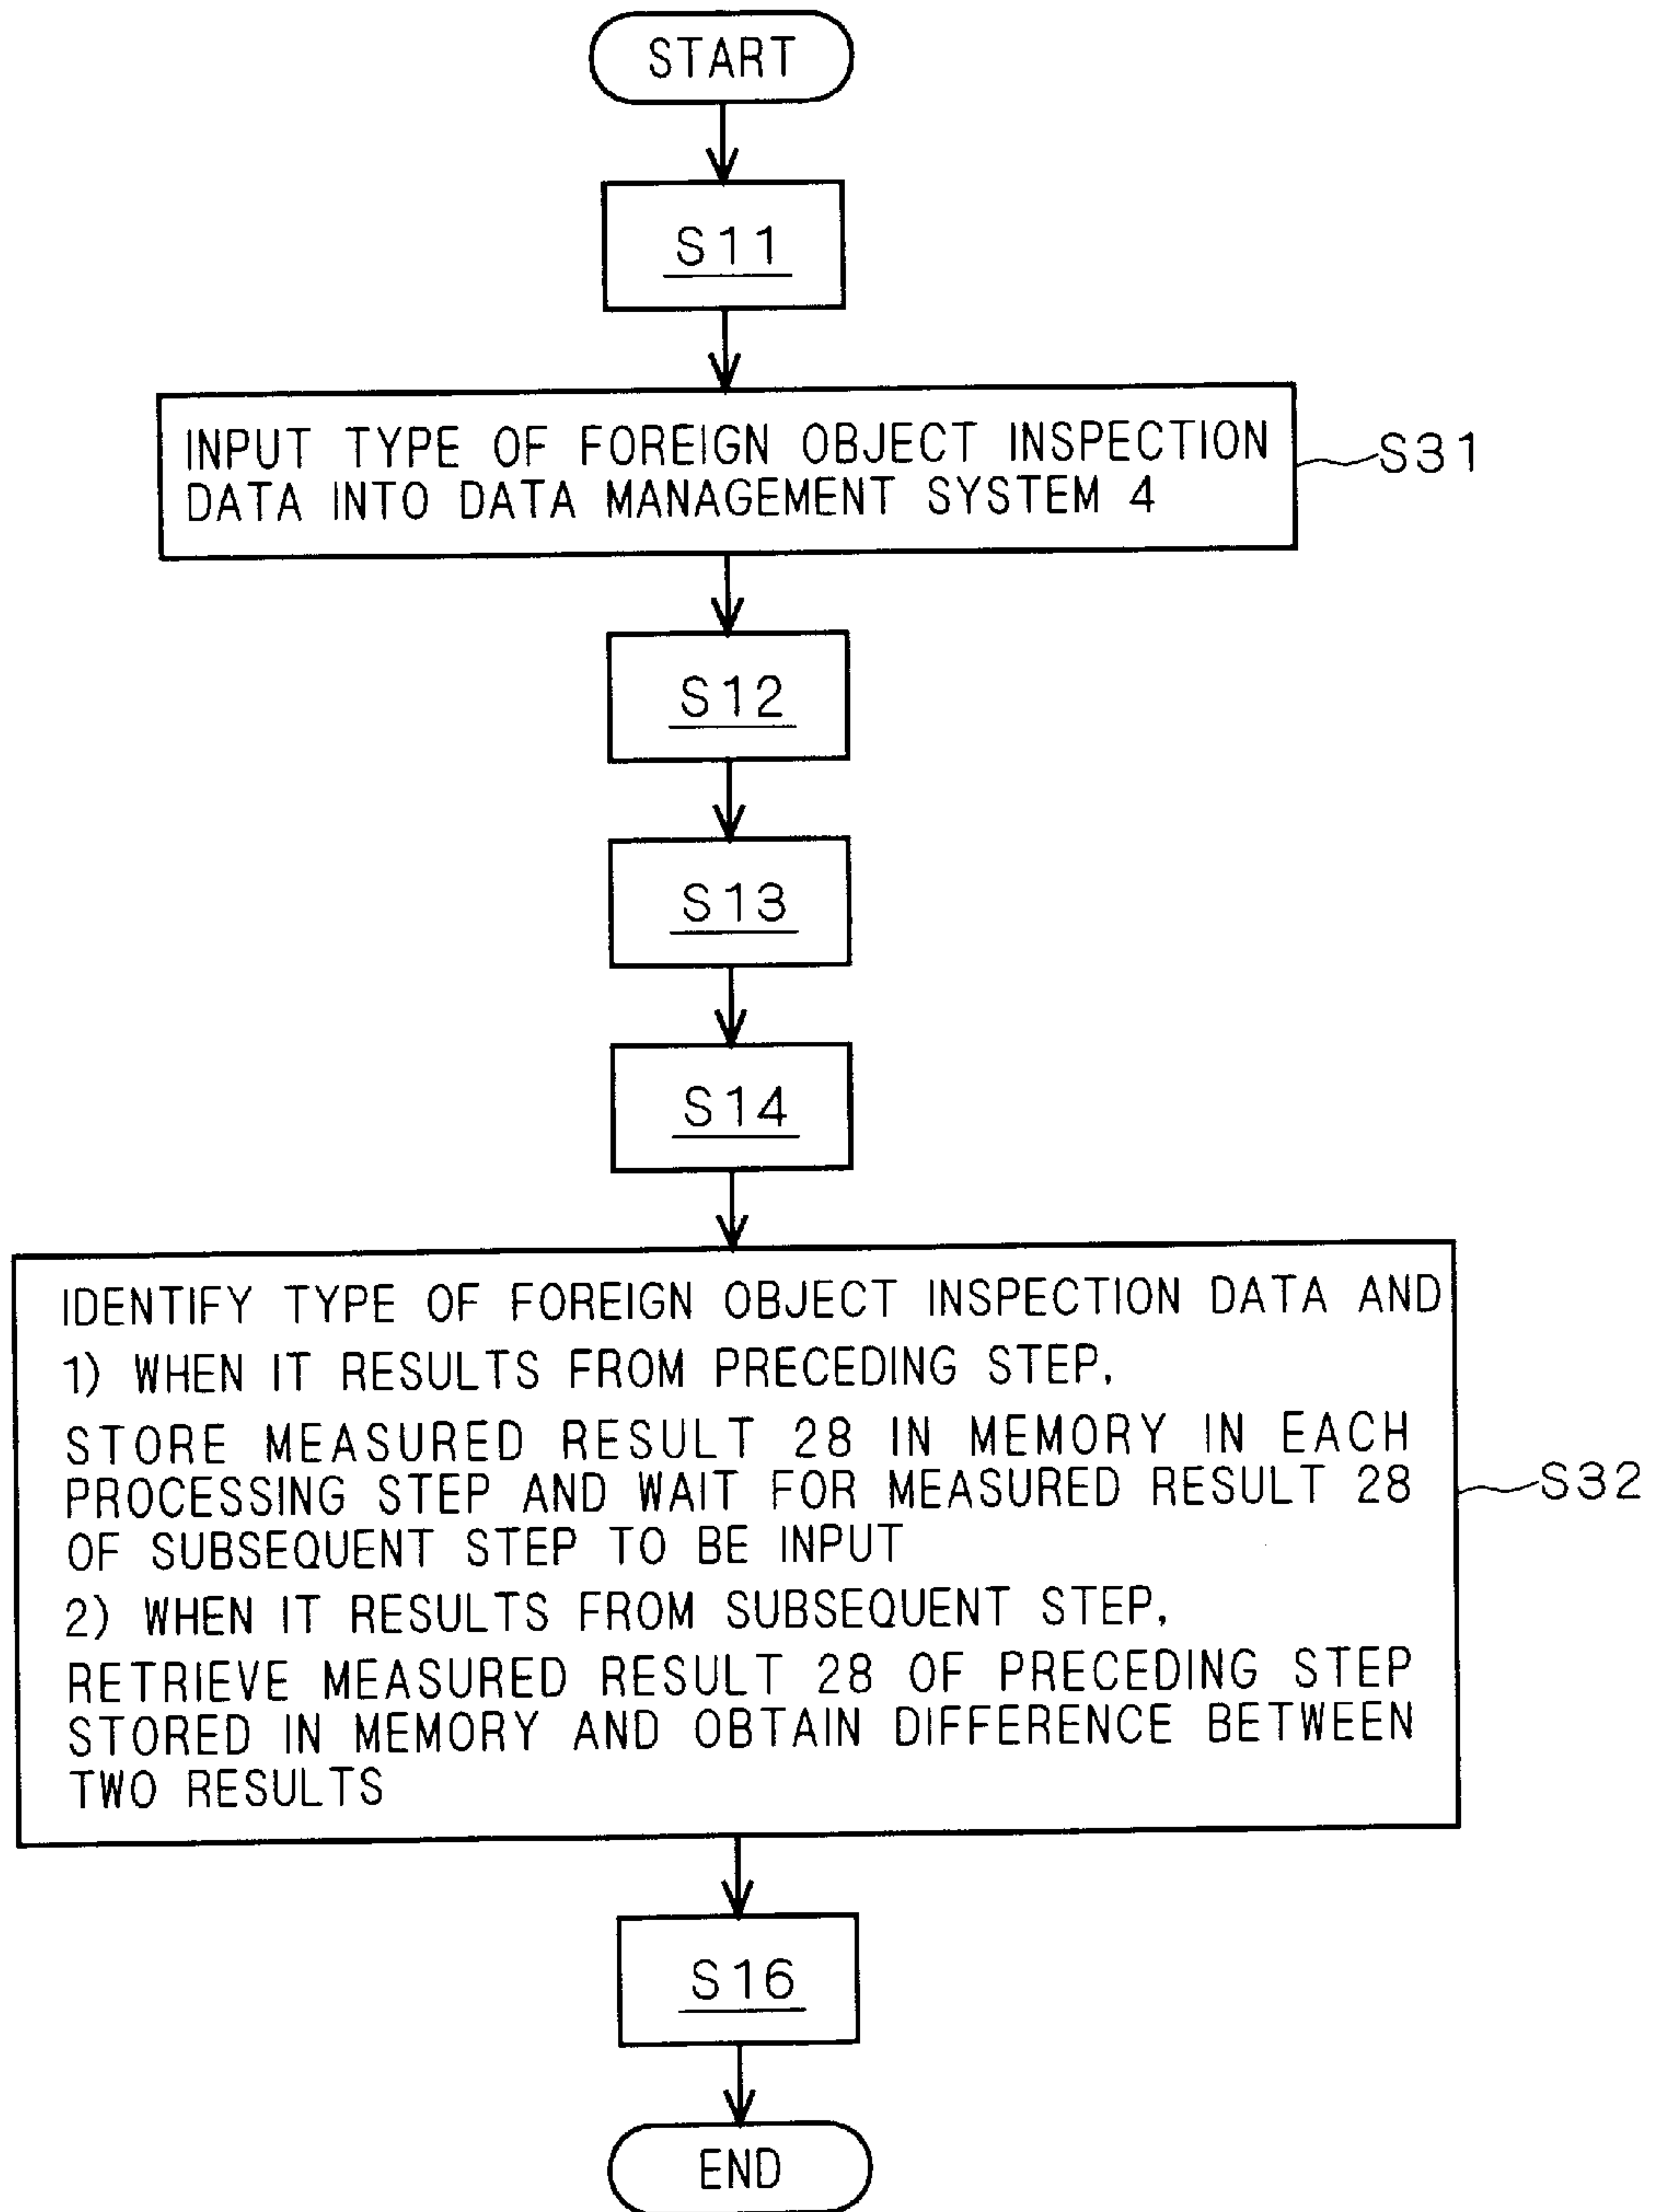 START
S11
INPUT TYPE OF FOREIGN OBJECT INSPECTION
DATA INTO DATA MANAGEMENT SYSTEM 4
S31
S12
S13
S14
IDENTIFY TYPE OF FOREIGN OBJECT INSPECTION DATA AND
1) WHEN IT RESULTS FROM PRECEDING STEP,
STORE MEASURED RESULT 28 IN MEMORY IN EACH
PROCESSING STEP AND WAIT FOR MEASURED RESULT 28
OF SUBSEQUENT STEP TO BE INPUT
2) WHEN IT RESULTS FROM SUBSEQUENT STEP,
RETRIEVE MEASURED RESULT 28 OF PRECEDING STEP
STORED IN MEMORY AND OBTAIN DIFFERENCE BETWEEN
TWO RESULTS
S32
S16
END